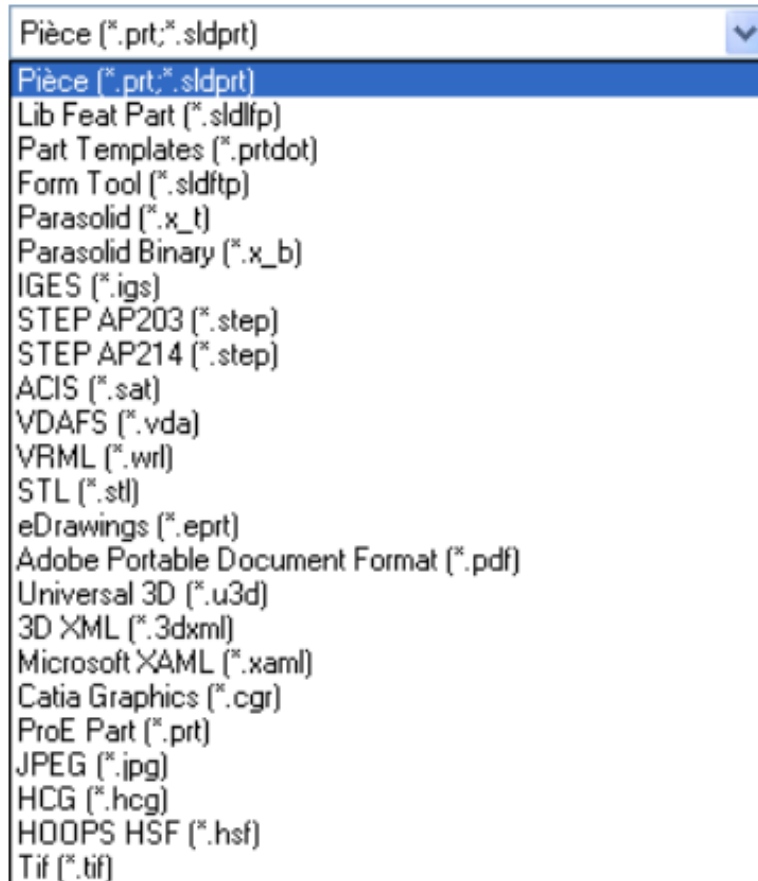 Pièce (*.prt;*.sldprt)
Pièce (*.prt;*.sldprt)
Lib Feat Part (*.sldlfp)
Part Templates (*.prtdot)
Form Tool (*.sldftp)
Parasolid (*.x_t)
Parasolid Binary (*.x_b)
IGES (*.igs)
STEP AP203 (*.step)
STEP AP214 (*.step)
ACIS (*.sat)
VDAFS (*.vda)
VRML (*.wrl)
STL (*.stl)
eDrawings (*.eprt)
Adobe Portable Document Format (*.pdf)
Universal 3D (*.u3d)
3D XML (*.3dxml)
Microsoft XAML (*.xaml)
Catia Graphics (*.cgr)
ProE Part (*.prt)
JPEG (*.jpg)
HCG (*.hcg)
HOOPS HSF (*.hsf)
Tif (*.tif)